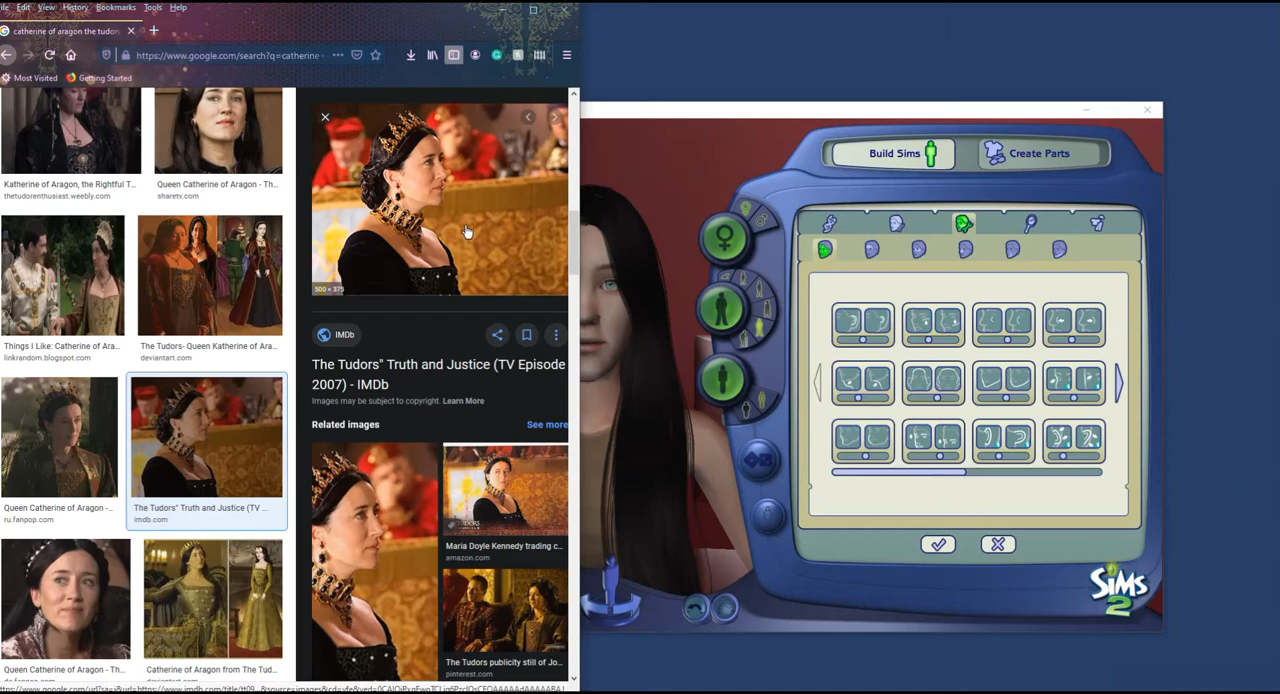 File Edit View History Bookmarks Tools Help
catherine of aragon the tudors
https://www.google.com/search?q=catherine
Most Visited Getting Started
Katherine of Aragon, the Rightful T...
thetudorenthusiast.weebly.com
Queen Catherine of Aragon - Th...
sharetv.com
Things I Like: Catherine of Ara...
linkrandom.blogspot.com
The Tudors- Queen Katherine of Ara...
deviantart.com
Queen Catherine of Aragon -...
ru.fanpop.com
The Tudors" Truth and Justice (TV ...
imdb.com
Queen Catherine of Aragon - Th...
Catherine of Aragon from The Tud...
deviantart.com
500 × 375
IMDb
The Tudors" Truth and Justice (TV Episode
2007) - IMDb
Images may be subject to copyright. Learn More
Related images
See more
TUDORS
Maria Doyle Kennedy trading c...
amazon.com
The Tudors publicity still of Jo...
pinterest.com
Build Sims
Create Parts
SiMS
2